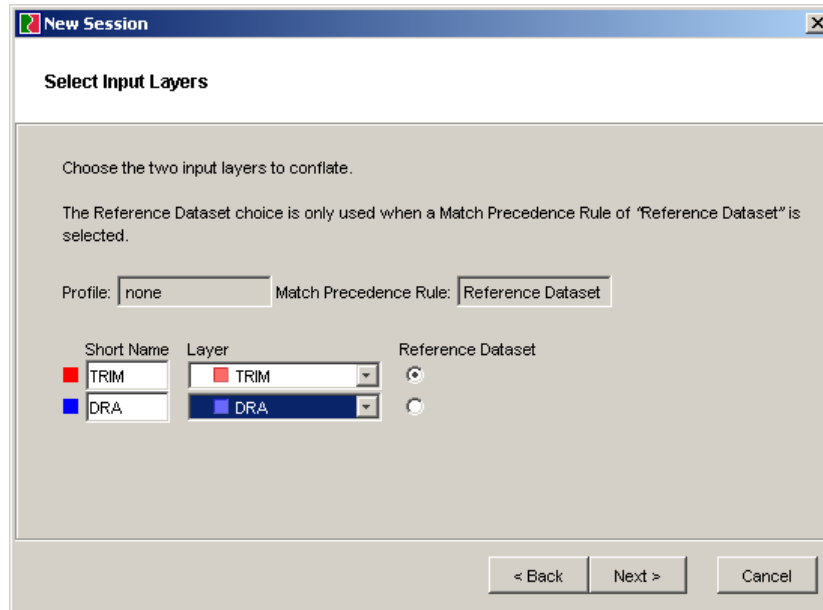 New Session
Select Input Layers
Choose the two input layers to conflate.
The Reference Dataset choice is only used when a Match Precedence Rule of "Reference Dataset" is
selected.
Profile: none Match Precedence Rule: Reference Dataset
Short Name Layer Reference Dataset
TRIM TRIM
DRA DRA
< Back Next > Cancel